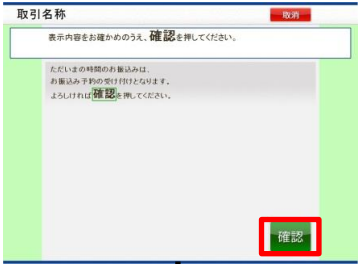 取引名称
取消
表示内容をお確かめのうえ、確認を押してください。
ただいまの時間のお振込みは、
お振込み予約の受け付けとなります。
よろしければ確認を押してください。
確認